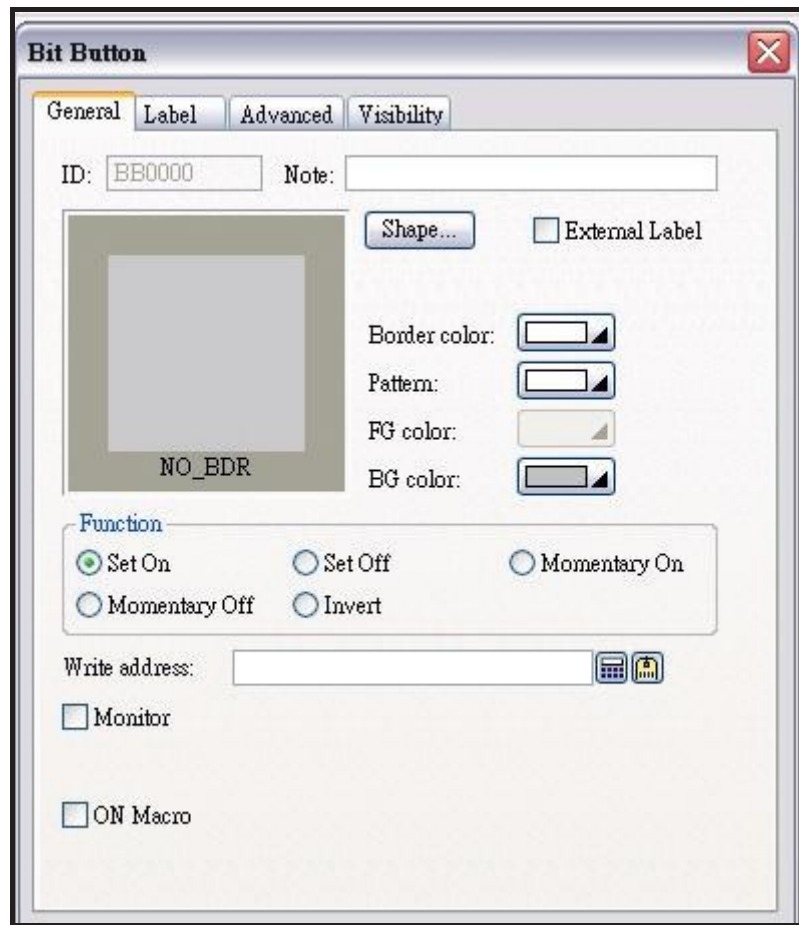 Bit Button
General Label Advanced Visibility
ID: BB0000 Note:
Shape... External Label
Border color:
Pattern:
FG color:
NO_BDR
BG color:
Function
Set On Set Off Momentary On
Momentary Off Invert
Write address:
Monitor
ON Macro